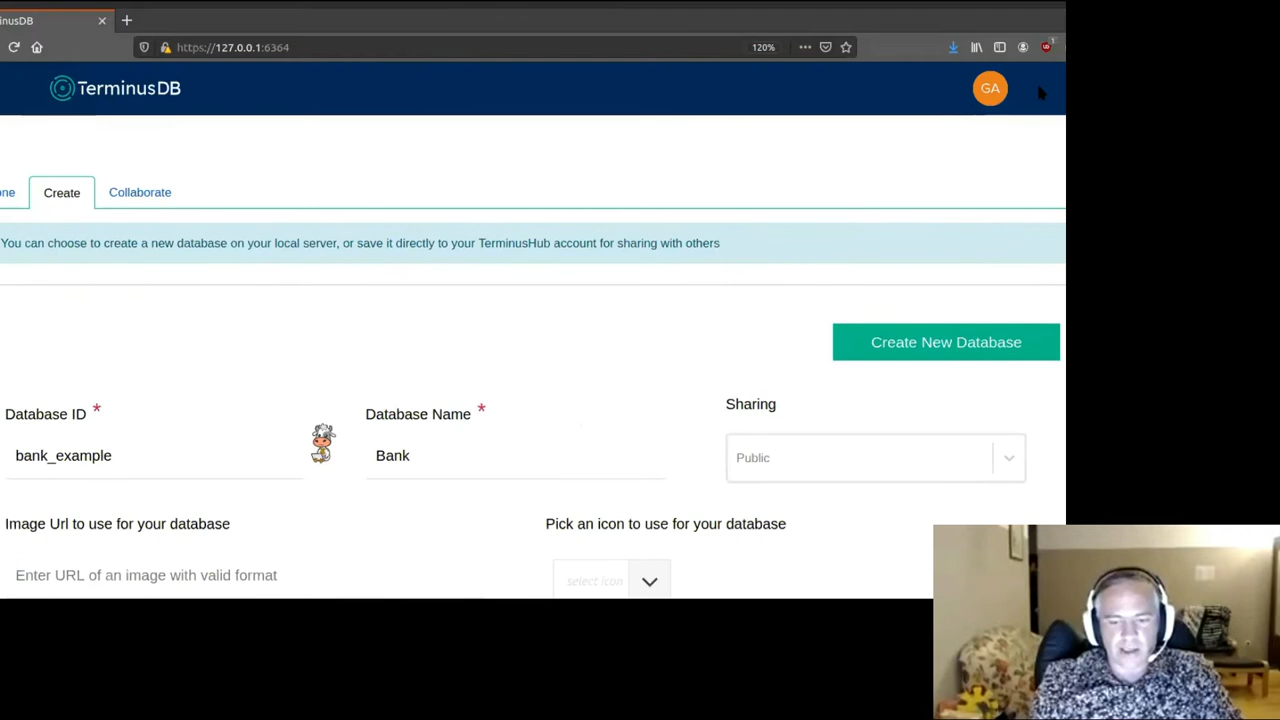 inusDB
https://127.0.0.1:6364
120%
1
TerminusDB
GA
one
Create
Collaborate
You can choose to create a new database on your local server, or save it directly to your TerminusHub account for sharing with others
Create New Database
Database ID *
Database Name *
Sharing
bank_example
Bank
Public
Image Url to use for your database
Pick an icon to use for your database
Enter URL of an image with valid format
select icon